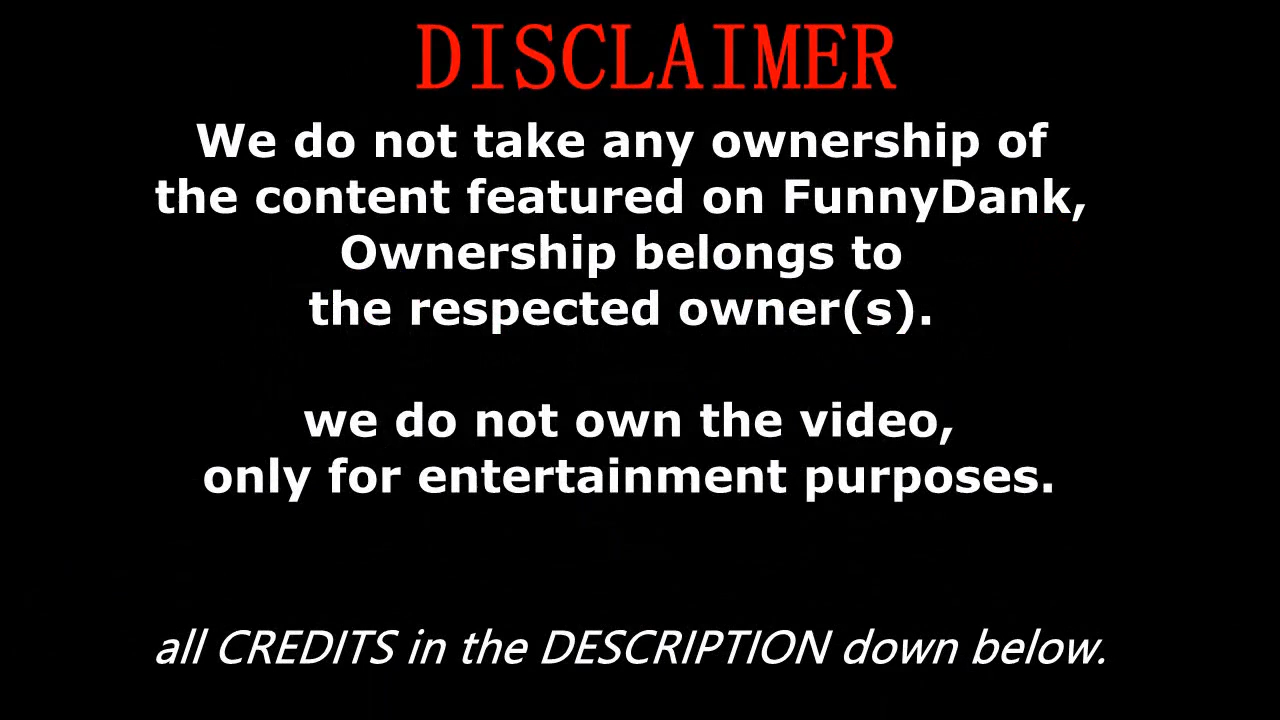 DISCLAIMER
We do not take any ownership of
the content featured on FunnyDank,
Ownership belongs to
the respected owner(s).
we do not own the video,
only for entertainment purposes.
all CREDITS in the DESCRIPTION down below.